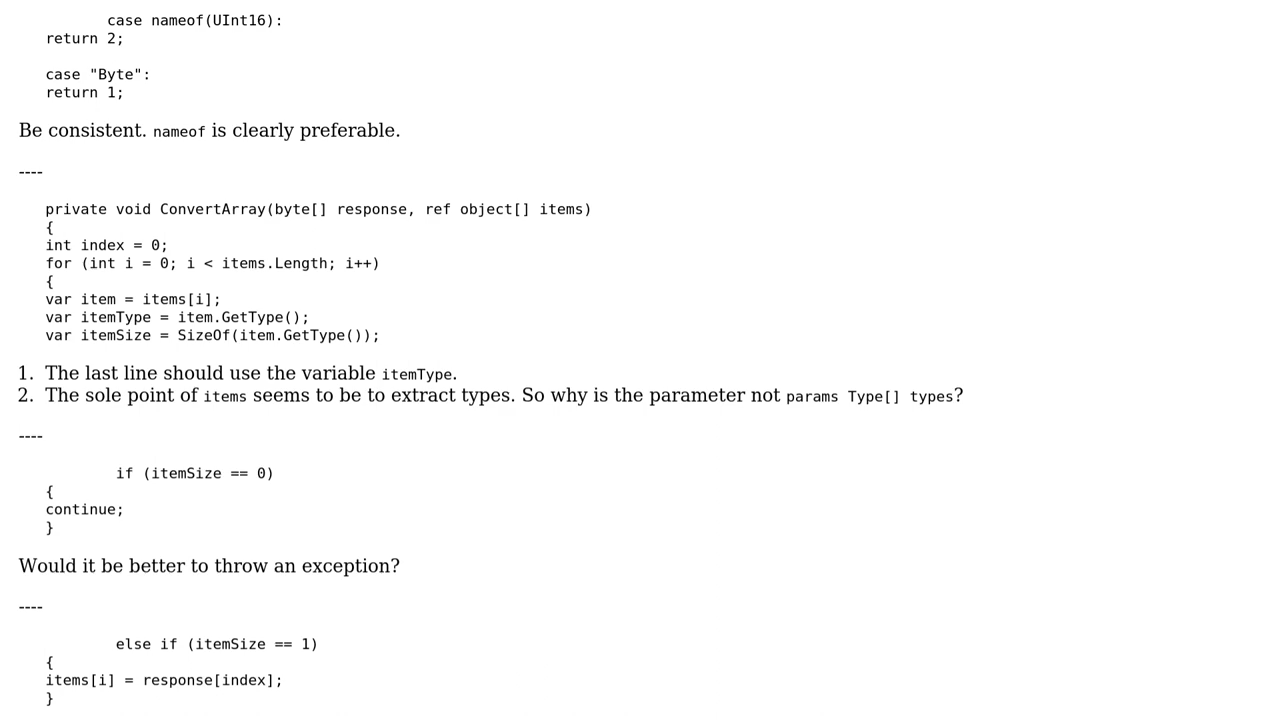 case nameof(UInt16):
return 2;
case "Byte":
return 1;
Be consistent. nameof is clearly preferable.
----
private void ConvertArray(byte[] response, ref object[] items)
{
int index = 0;
for (int i = 0; i < items.Length; i++)
{
var item = items[i];
var itemType = item.GetType();
var itemSize = SizeOf(item.GetType());
1. The last line should use the variable itemType.
2. The sole point of items seems to be to extract types. So why is the parameter not params Type[] types?
----
if (itemSize == 0)
{
continue;
}
Would it be better to throw an exception?
----
else if (itemSize == 1)
{
items[i] = response[index];
}